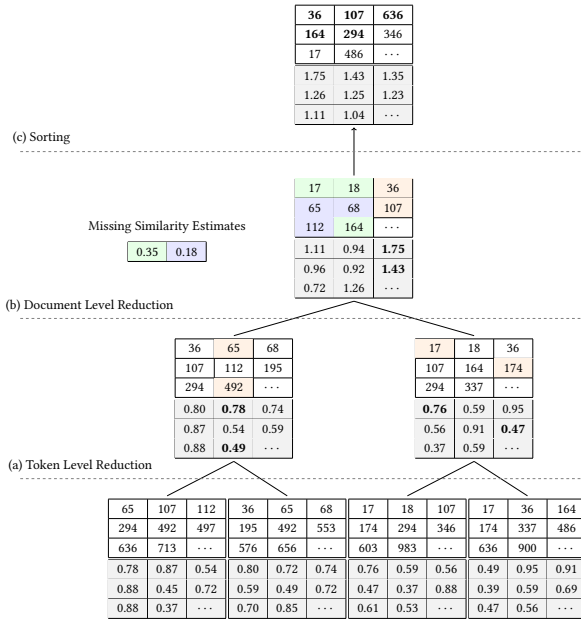 36 107 636
164 294 346
17 486 ···
1.75 1.43 1.35
1.26 1.25 1.23
1.11 1.04 ···
(c) Sorting
17 18 36
65 68 107
112 164 ···
1.11 0.94 1.75
0.96 0.92 1.43
0.72 1.26 ···
Missing Similarity Estimates
0.35 0.18
(b) Document Level Reduction
36 65 68
107 112 195
294 492 ···
0.80 0.78 0.74
0.87 0.54 0.59
0.88 0.49 ···
17 18 36
107 164 174
294 337 ···
0.76 0.59 0.95
0.56 0.91 0.47
0.37 0.59 ···
(a) Token Level Reduction
65 107 112 36 65 68 17 18 107 17 36 164
294 492 497 195 492 553 174 294 346 174 337 486
636 713 ··· 576 656 ··· 603 983 ··· 636 900 ···
0.78 0.87 0.54 0.80 0.72 0.74 0.76 0.59 0.56 0.49 0.95 0.91
0.88 0.45 0.72 0.59 0.49 0.72 0.47 0.37 0.88 0.39 0.59 0.69
0.88 0.37 ··· 0.70 0.85 ··· 0.61 0.53 ··· 0.47 0.56 ···